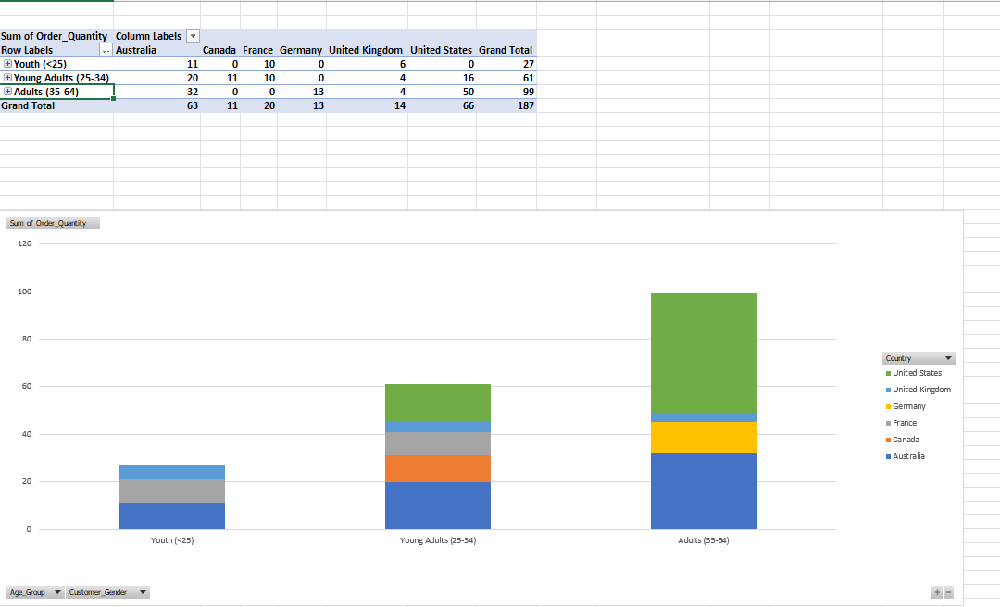 Sum of Order_Quantity Column Labels
Row Labels Australia Canada France Germany United Kingdom United States Grand Total
Youth (<25) 11 0 10 0 6 0 27
Young Adults (25-34) 20 11 10 0 4 16 61
Adults (35-64) 32 0 0 13 4 50 99
Grand Total 63 11 20 13 14 66 187
Sum of Order_Quantity
120
100
80
60
40
20
0
Youth (<25) Young Adults (25-34) Adults (35-64)
Country
United States
United Kingdom
Germany
France
Canada
Australia
Age_Group Customer_Gender